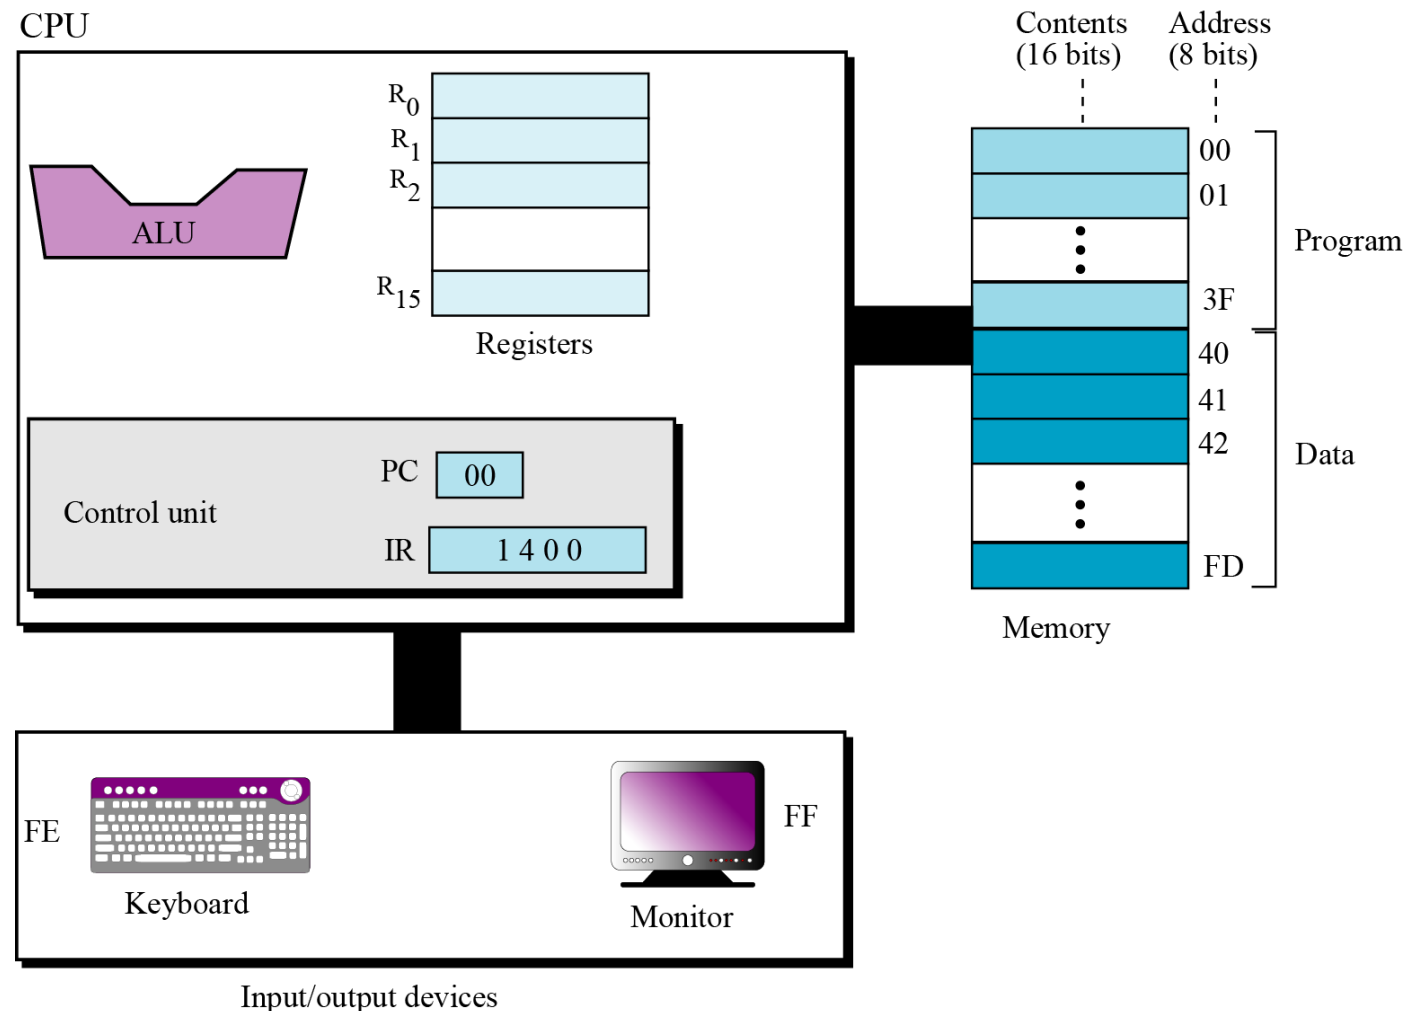 CPU
Contents Address
(16 bits) (8 bits)
R0
R1
R2
R15
Registers
ALU
Control unit
PC 00
IR 1 4 0 0
00
01
3F
Program
40
41
42
FD
Data
Memory
FE
Keyboard
FF
Monitor
Input/output devices